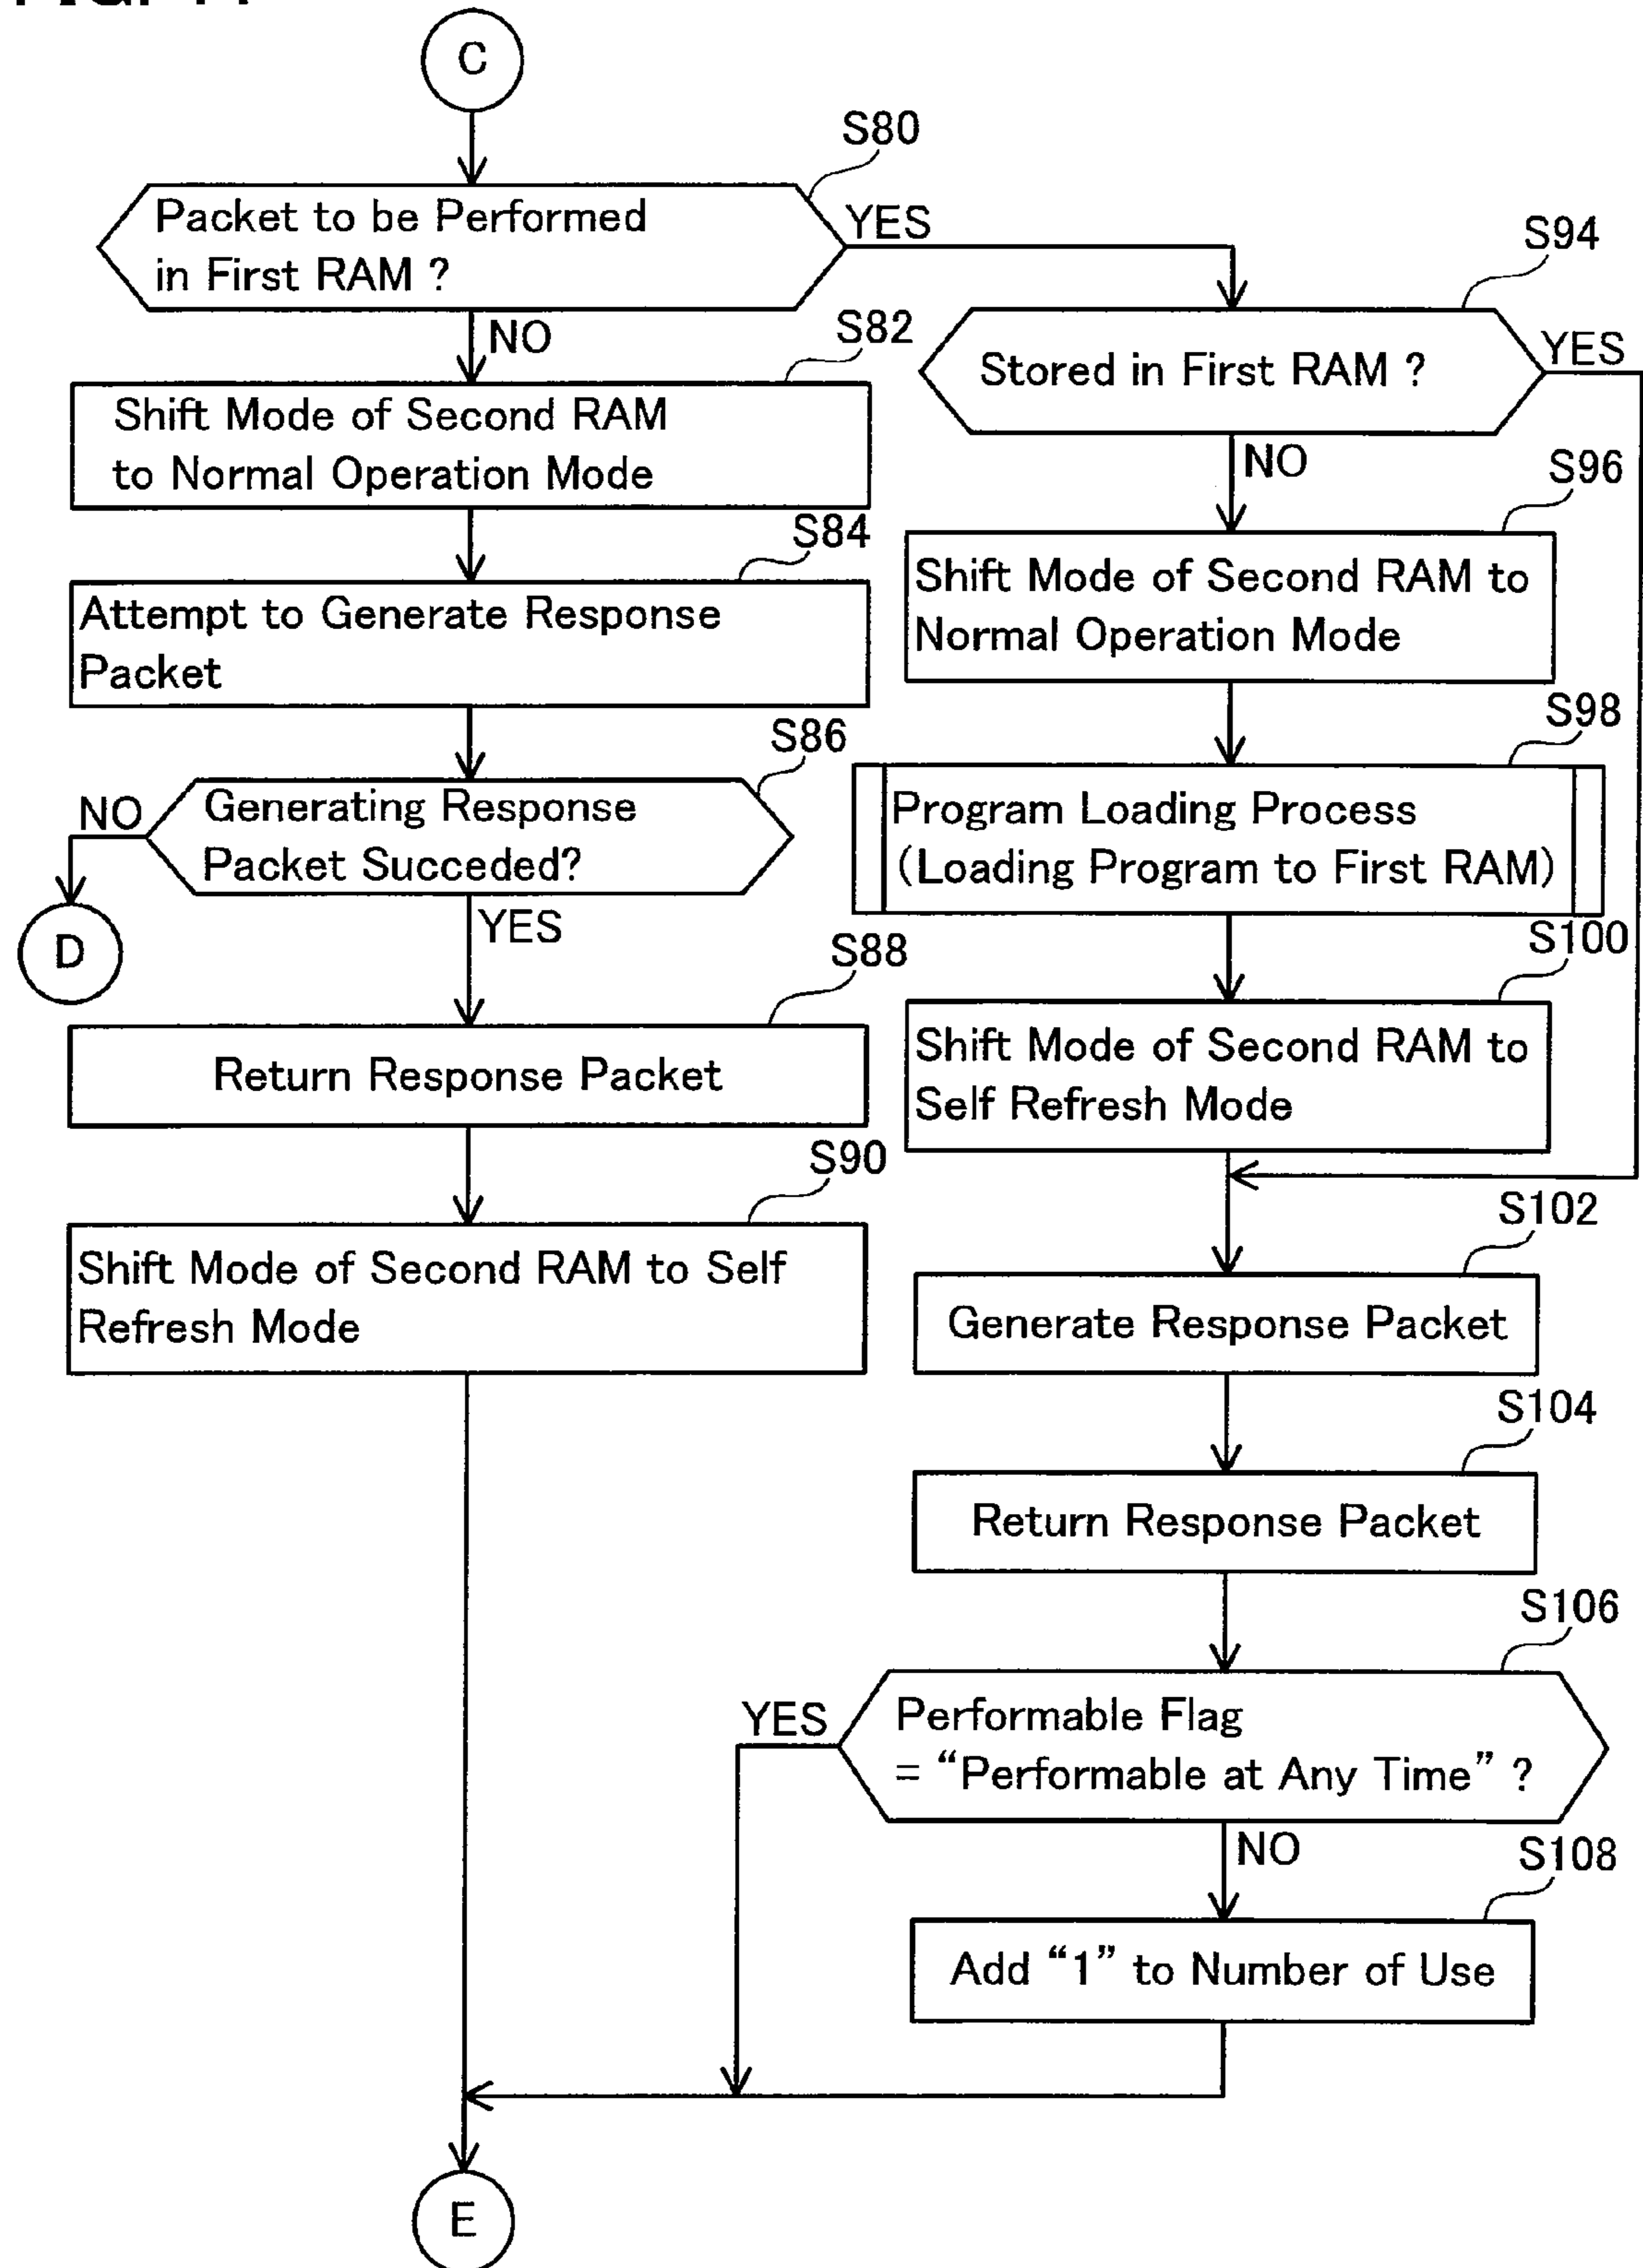 C
S80
Packet to be Performed
in First RAM ?
YES
NO
S82
Shift Mode of Second RAM
to Normal Operation Mode
S84
Attempt to Generate Response
Packet
S86
Generating Response
Packet Succeded?
NO
D
YES
S88
Return Response Packet
S90
Shift Mode of Second RAM to Self
Refresh Mode
S94
Stored in First RAM ?
YES
NO
S96
Shift Mode of Second RAM to
Normal Operation Mode
S98
Program Loading Process
(Loading Program to First RAM)
S100
Shift Mode of Second RAM to
Self Refresh Mode
S102
Generate Response Packet
S104
Return Response Packet
S106
Performable Flag
= “Performable at Any Time” ?
YES
NO
S108
Add “1” to Number of Use
E